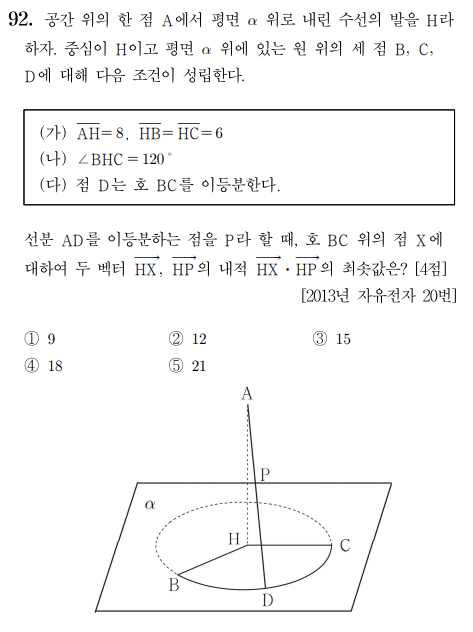 92. 공간 위의 한 점 A에서 평면 α 위로 내린 수선의 발을 H라
하자. 중심이 H이고 평면 α 위에 있는 원 위의 세 점 B, C,
D에 대해 다음 조건이 성립한다.
(가) \overline{AH}=8, \overline{HB}=\overline{HC}=6
(나) ∠BHC=120°
(다) 점 D는 호 BC를 이등분한다.
선분 AD를 이등분하는 점을 P라 할 때, 호 BC 위의 점 X에
대하여 두 벡터 \overrightarrow{HX}, \overrightarrow{HP}의 내적 \overrightarrow{HX}·\overrightarrow{HP}의 최솟값은? [4점]
[2013년 자유전자 20번]
① 9 ② 12 ③ 15
④ 18 ⑤ 21
A
P
α
H
C
B
D